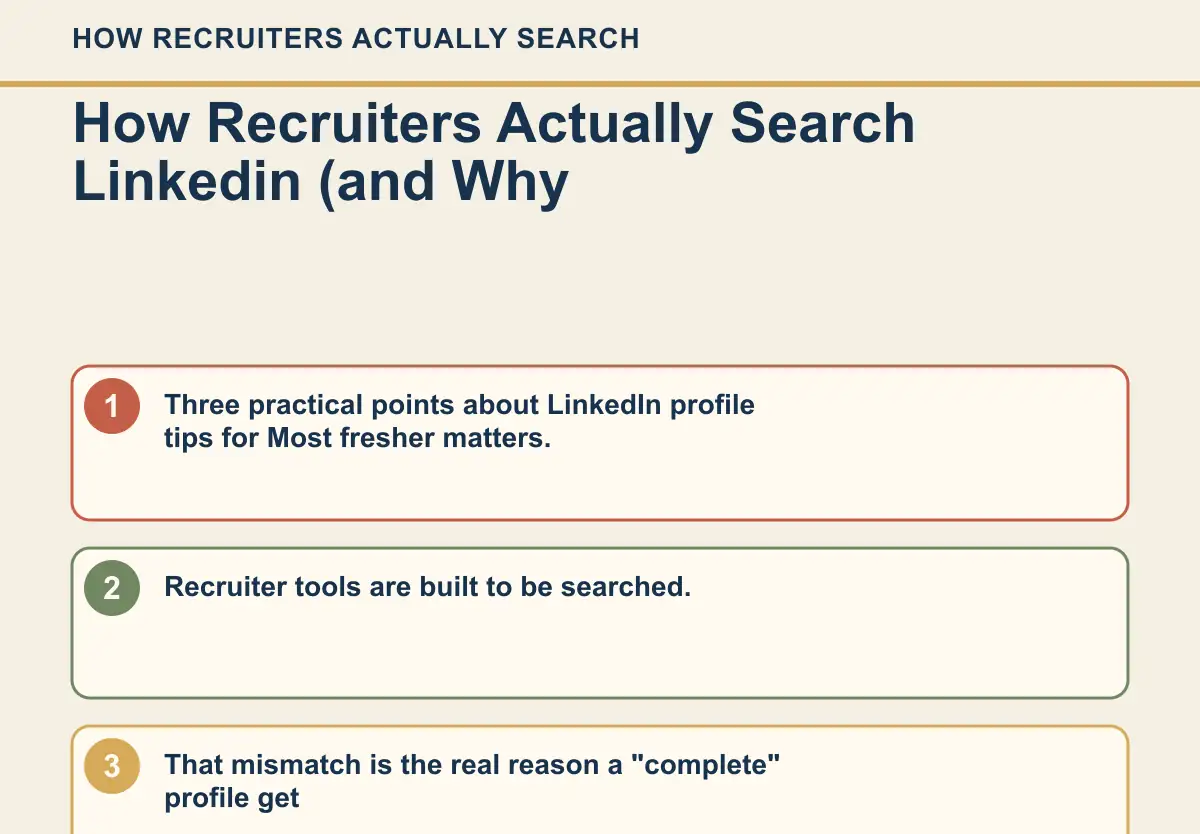 HOW RECRUITERS ACTUALLY SEARCH
How Recruiters Actually Search
Linkedin (and Why
1
Three practical points about LinkedIn profile
tips for Most fresher matters.
2
Recruiter tools are built to be searched.
3
That mismatch is the real reason a "complete"
profile get